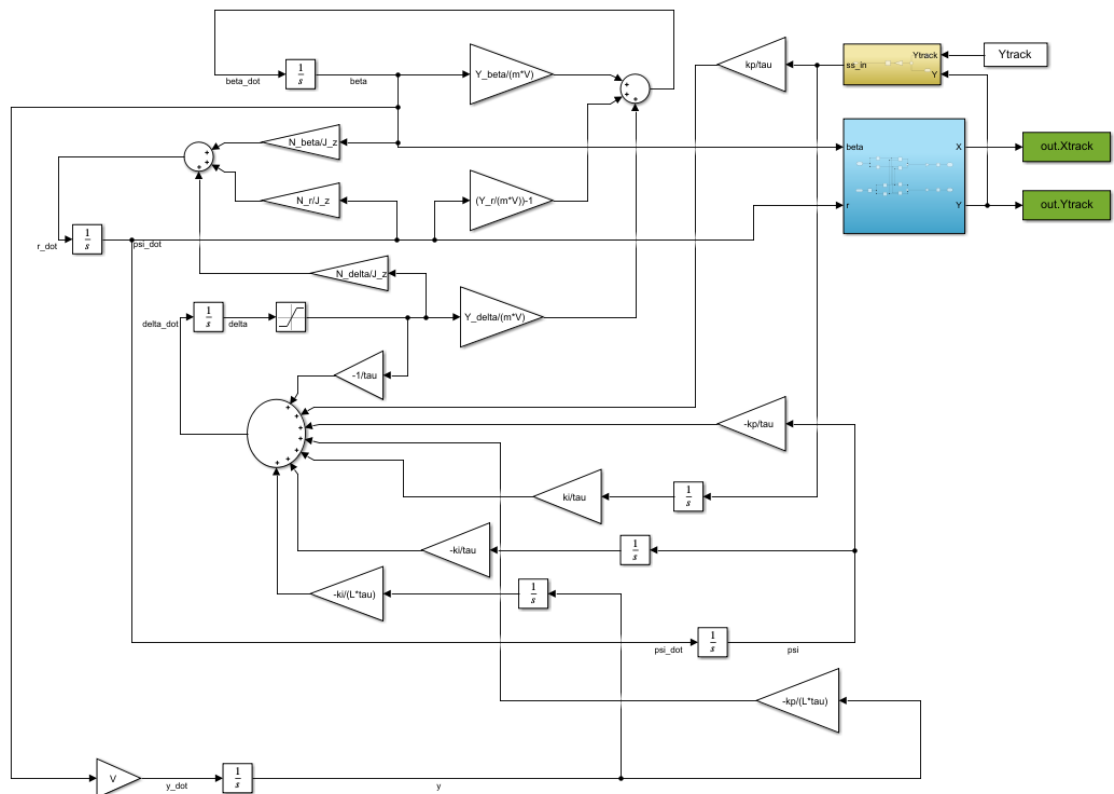 beta_dot
1
s
beta
Y_beta/(m*V)
+
+
+
kp/tau
ss_in
Ytrack
Y
Ytrack
N_beta/J_z
+
+
+
N_r/J_z
(Y_r/(m*V))-1
beta
r
X
Y
out.Xtrack
out.Ytrack
r_dot
1
s
psi_dot
N_delta/J_z
delta_dot
1
s
delta
Y_delta/(m*V)
-1/tau
+
+
+
+
+
+
+
-kp/tau
ki/tau
1
s
-ki/tau
1
s
-ki/(L*tau)
1
s
psi_dot
1
s
psi
-kp/(L*tau)
V
y_dot
1
s
y